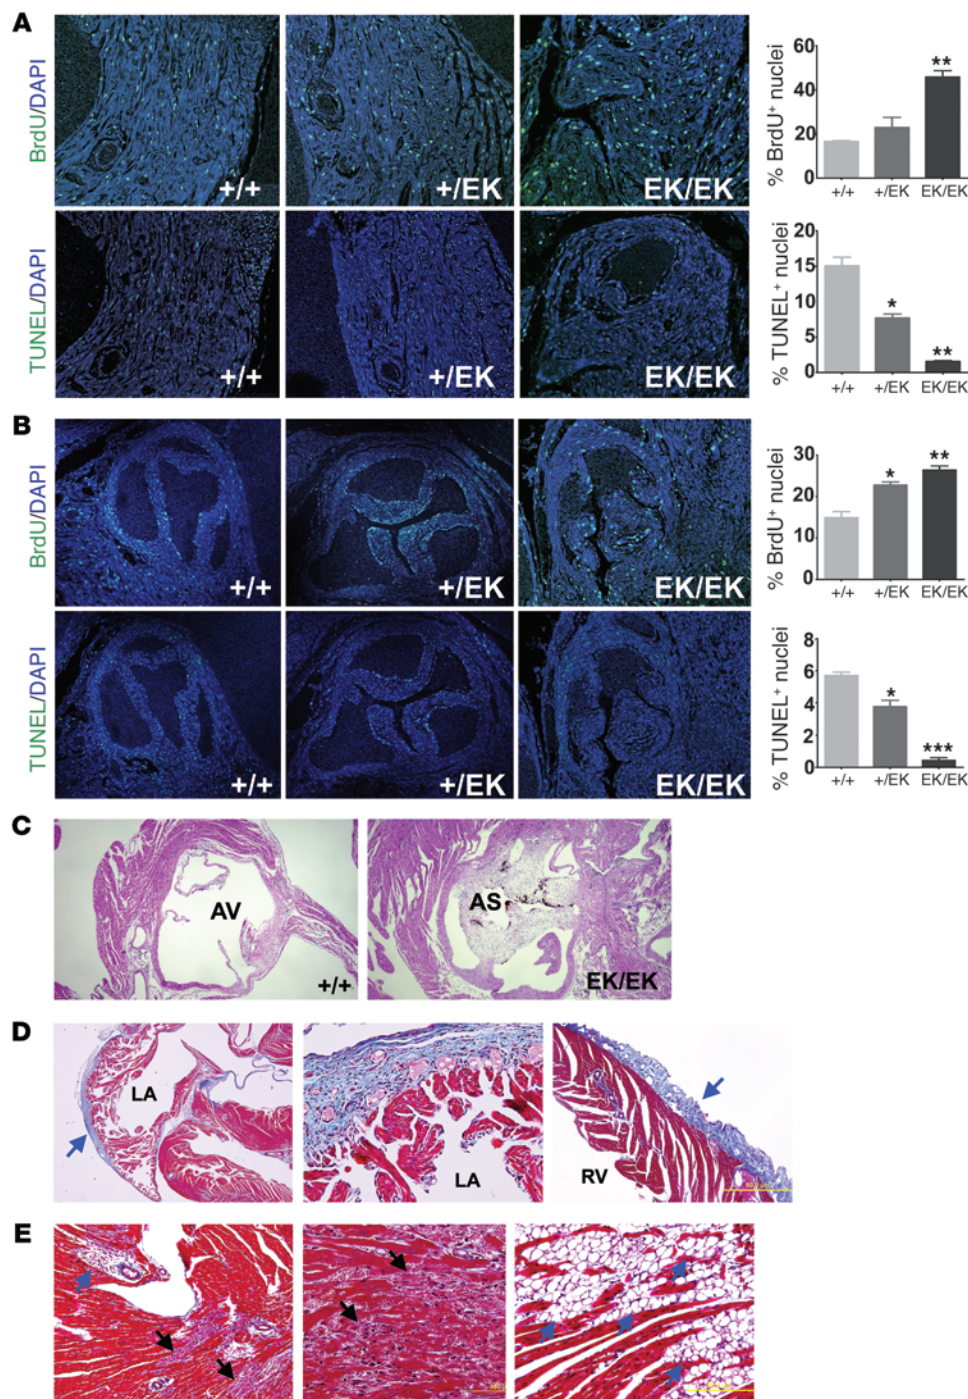 A
BrdU/DAPI
+/+
+/EK
EK/EK
% BrdU+ nuclei
60
40
20
0
**
+/+
+/EK
EK/EK
TUNEL/DAPI
+/+
+/EK
EK/EK
% TUNEL+ nuclei
15
10
5
0
*
**
+/+
+/EK
EK/EK
B
BrdU/DAPI
+/+
+/EK
EK/EK
% BrdU+ nuclei
30
20
10
0
*
**
+/+
+/EK
EK/EK
TUNEL/DAPI
+/+
+/EK
EK/EK
% TUNEL+ nuclei
8
6
4
2
0
*
***
+/+
+/EK
EK/EK
C
AV
+/+
AS
EK/EK
D
LA
LA
RV
E